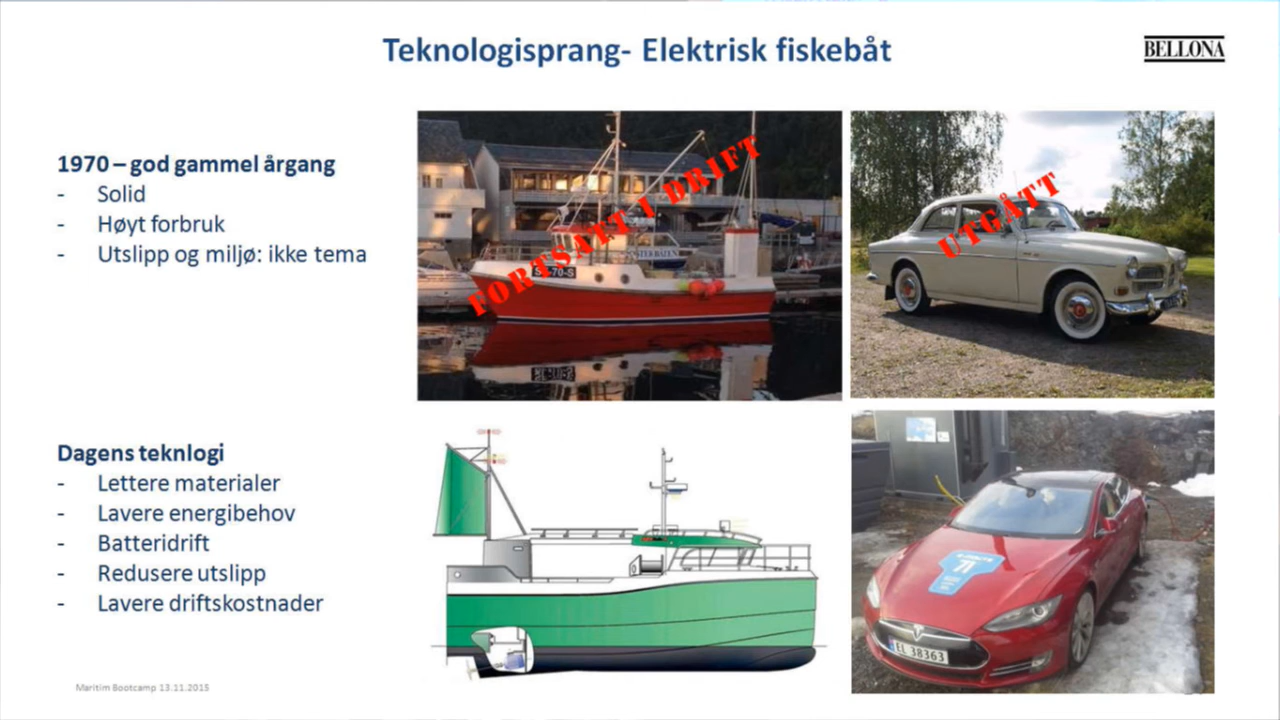 Teknologisprang- Elektrisk fiskebåt
BELLONA
1970 – god gammel årgang
- Solid
- Høyt forbruk
- Utslipp og miljø: ikke tema
FORTSATT I DRIFT
UTGÅTT
Dagens teknlogi
- Lettere materialer
- Lavere energibehov
- Batteridrift
- Redusere utslipp
- Lavere driftskostnader
71
EL 38363
Maritim Bootcamp 13.11.2015